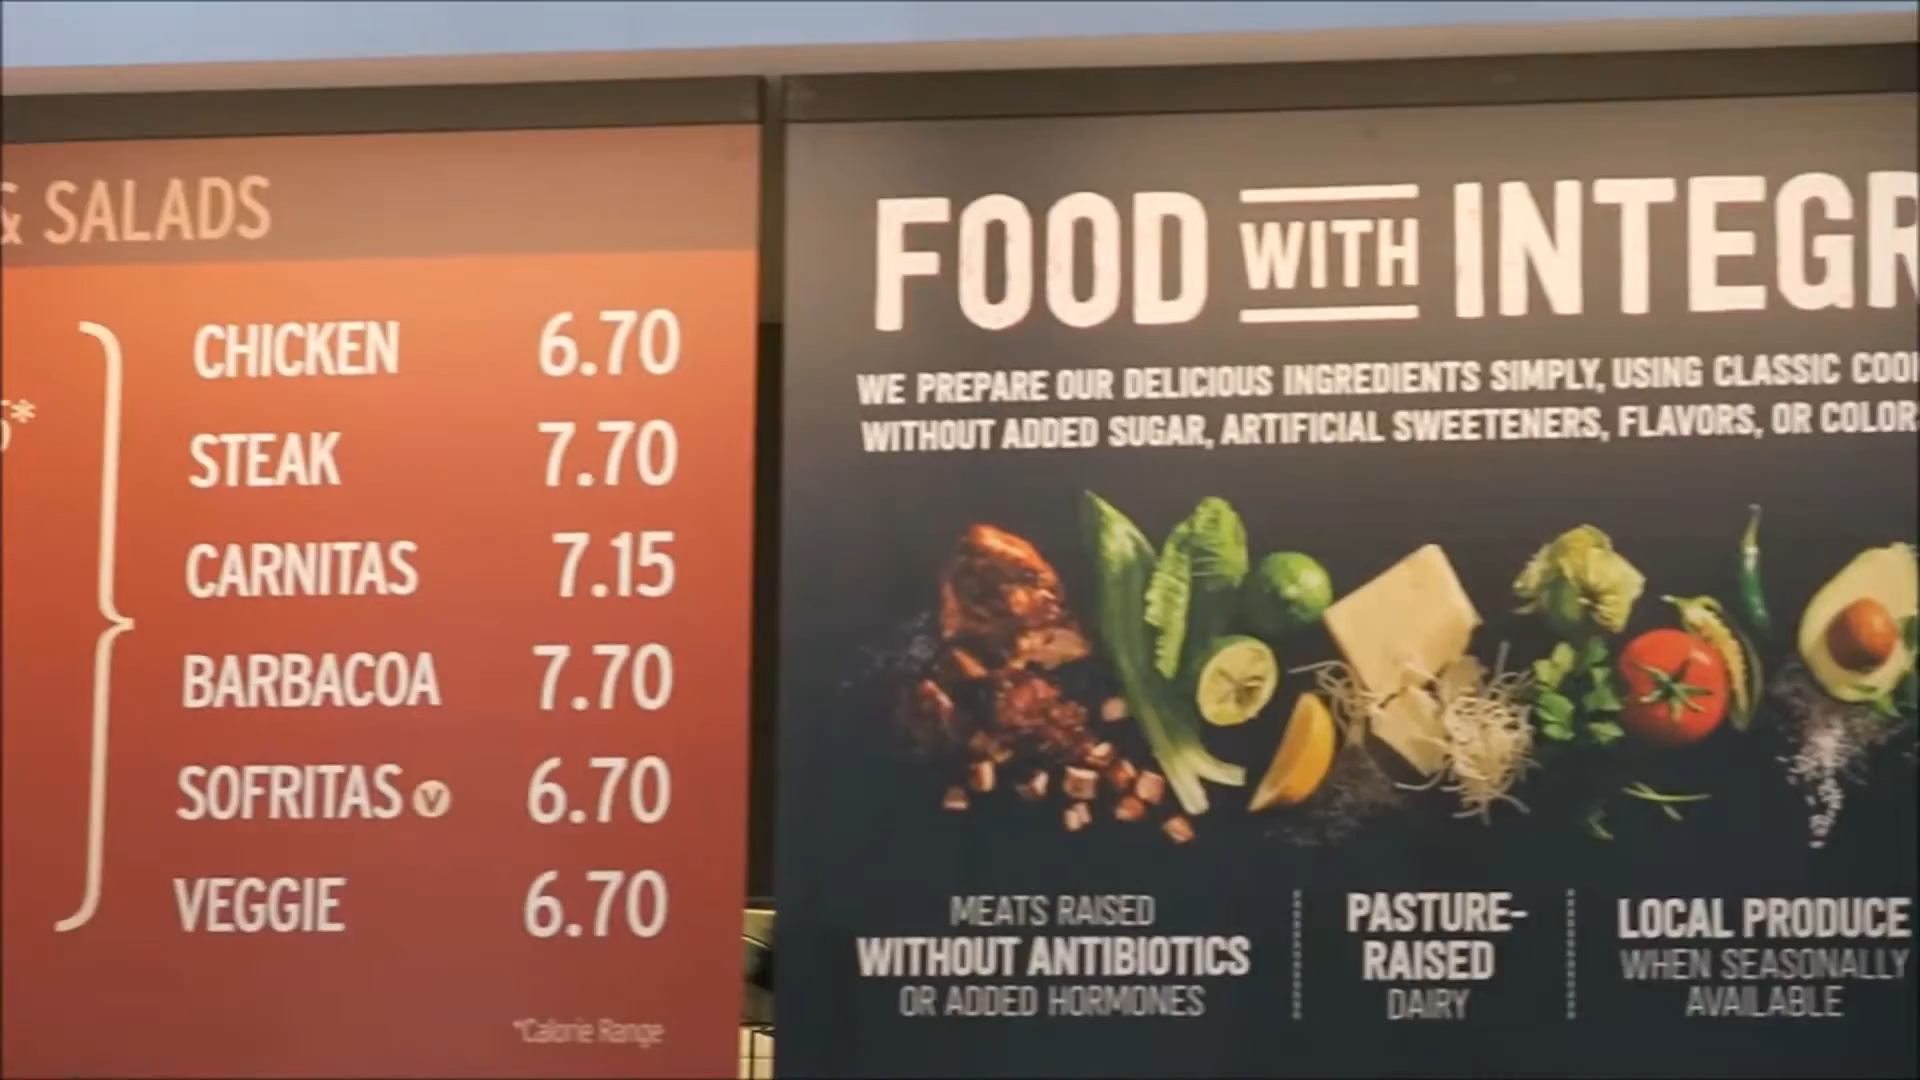 & SALADS
CHICKEN 6.70
STEAK 7.70
CARNITAS 7.15
BARBACOA 7.70
SOFRITAS V 6.70
VEGGIE 6.70
*Calorie Range
FOOD WITH INTEGR
WE PREPARE OUR DELICIOUS INGREDIENTS SIMPLY, USING CLASSIC COO
WITHOUT ADDED SUGAR, ARTIFICIAL SWEETENERS, FLAVORS, OR COLOR
MEATS RAISED
WITHOUT ANTIBIOTICS
OR ADDED HORMONES
PASTURE-
RAISED
DAIRY
LOCAL PRODUCE
WHEN SEASONALLY
AVAILABLE